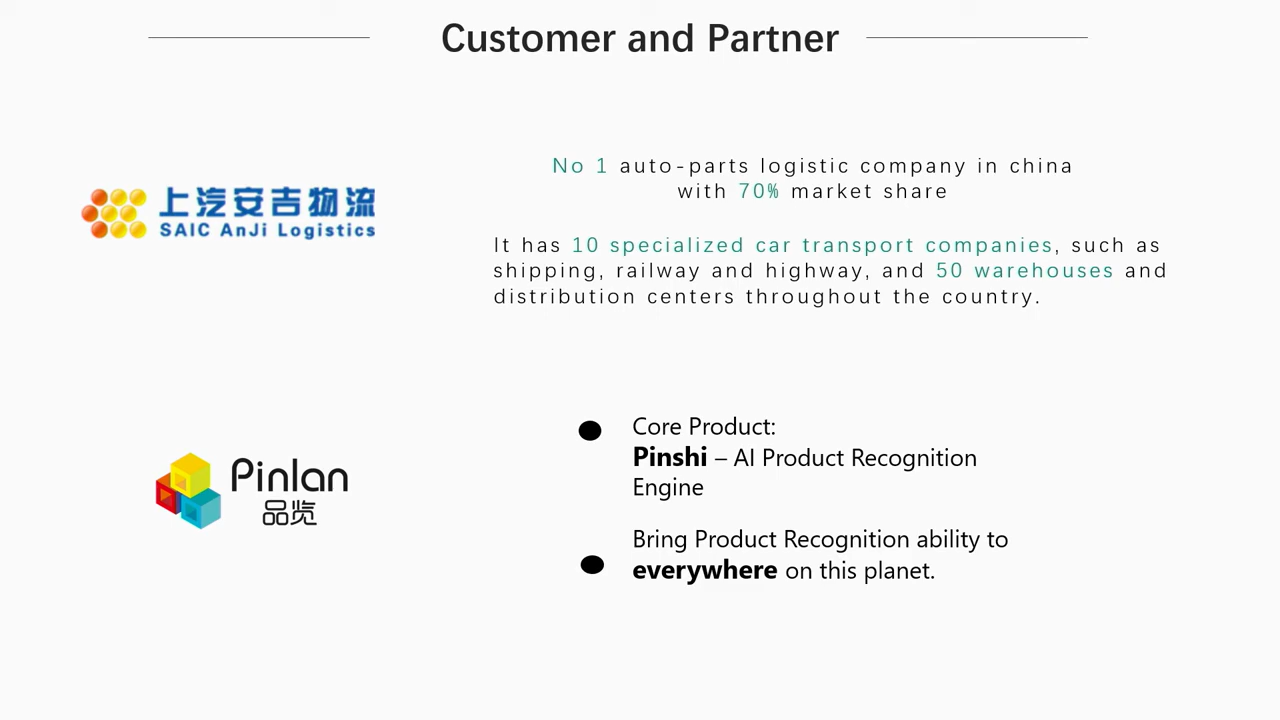 Customer and Partner
上汽安吉物流
SAIC AnJi Logistics
No 1 auto-parts logistic company in china
with 70% market share
It has 10 specialized car transport companies, such as
shipping, railway and highway, and 50 warehouses and
distribution centers throughout the country.
Pinlan
品览
Core Product:
Pinshi – AI Product Recognition
Engine
Bring Product Recognition ability to
everywhere on this planet.